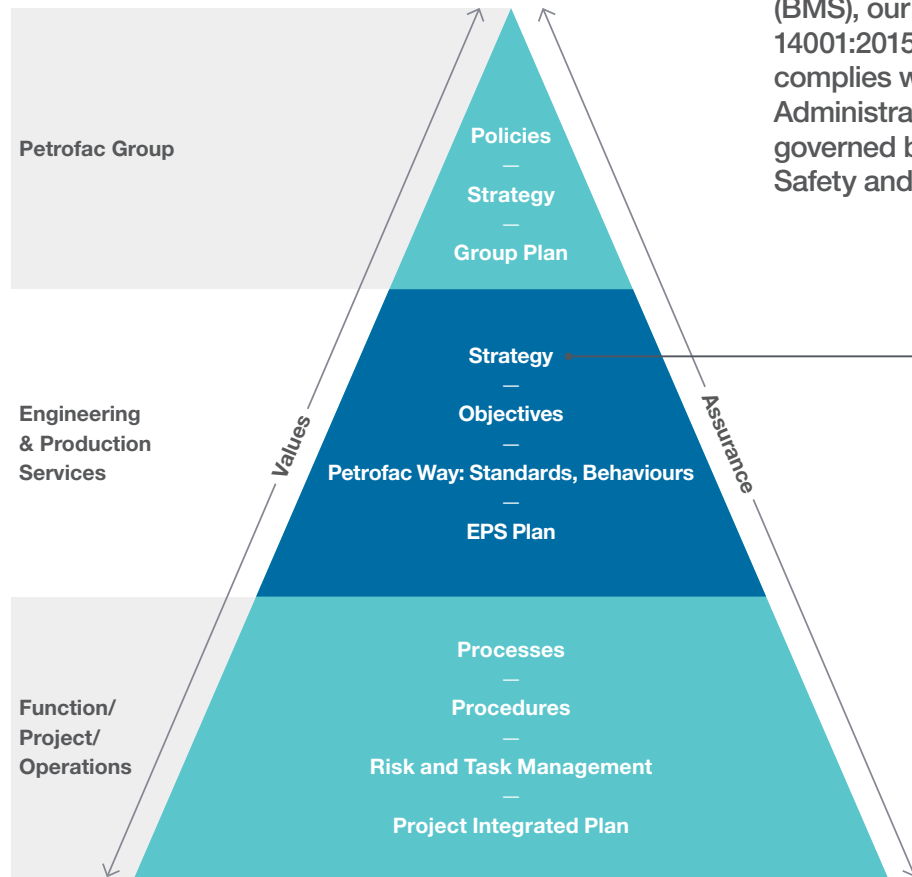 (BMS), our
14001:2015
complies w
Administra
governed b
Safety and
Petrofac Group
Policies
—
Strategy
—
Group Plan
Engineering
& Production
Services
Values
Strategy
—
Objectives
—
Petrofac Way: Standards, Behaviours
—
EPS Plan
Assurance
Function/
Project/
Operations
Processes
—
Procedures
—
Risk and Task Management
—
Project Integrated Plan